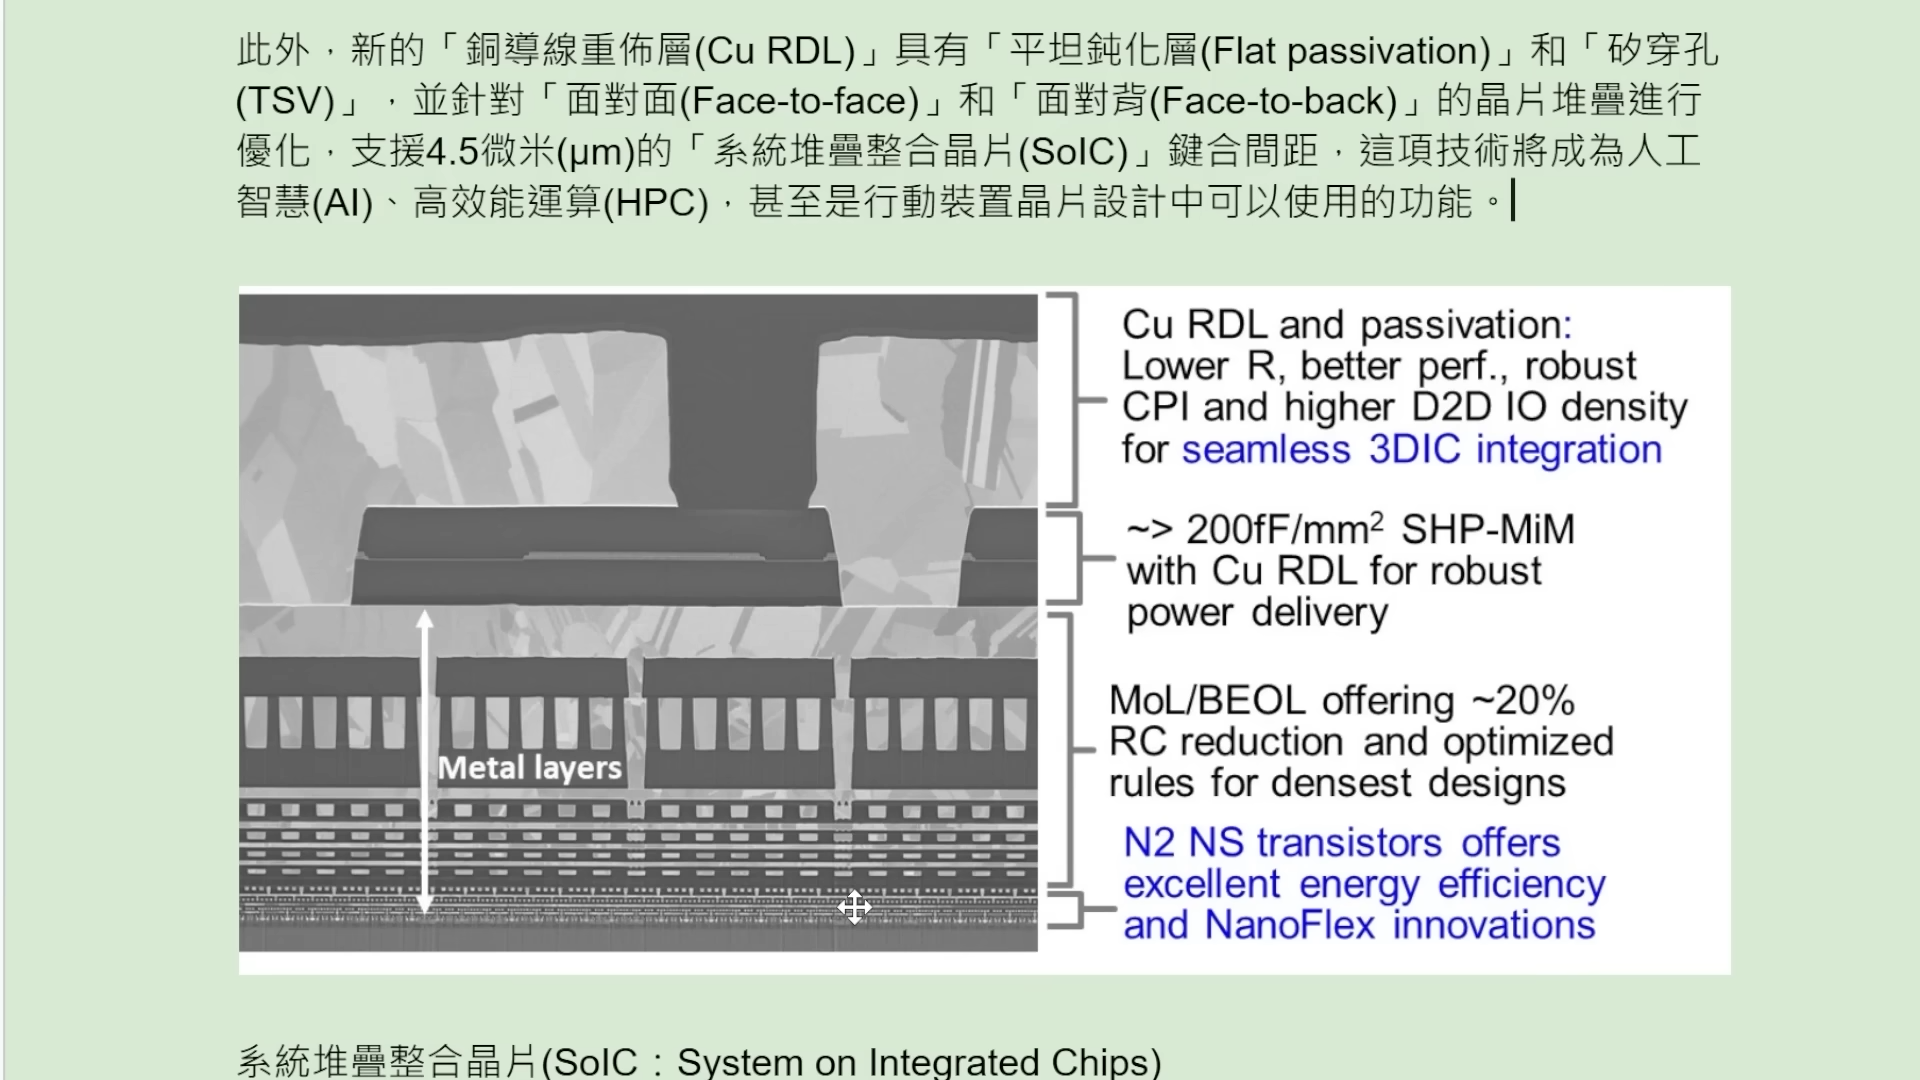 此外，新的「銅導線重佈層(Cu RDL)」具有「平坦鈍化層(Flat passivation)」和「矽穿孔
(TSV)」，並針對「面對面(Face-to-face)」和「面對背(Face-to-back)」的晶片堆疊進行
優化，支援4.5微米(μm)的「系統堆疊整合晶片(SoIC)」鍵合間距，這項技術將成為人工
智慧(AI)、高效能運算(HPC)，甚至是行動裝置晶片設計中可以使用的功能。
Cu RDL and passivation:
Lower R, better perf., robust
CPI and higher D2D IO density
for seamless 3DIC integration
~> 200fF/mm² SHP-MiM
with Cu RDL for robust
power delivery
MoL/BEOL offering ~20%
RC reduction and optimized
rules for densest designs
Metal layers
N2 NS transistors offers
excellent energy efficiency
and NanoFlex innovations
系統堆疊整合晶片(SoIC：System on Integrated Chips)